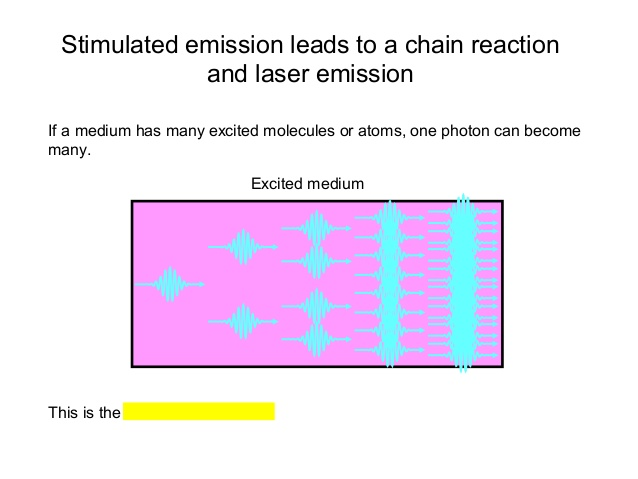 Stimulated emission leads to a chain reaction
and laser emission
If a medium has many excited molecules or atoms, one photon can become
many.
Excited medium
This is the